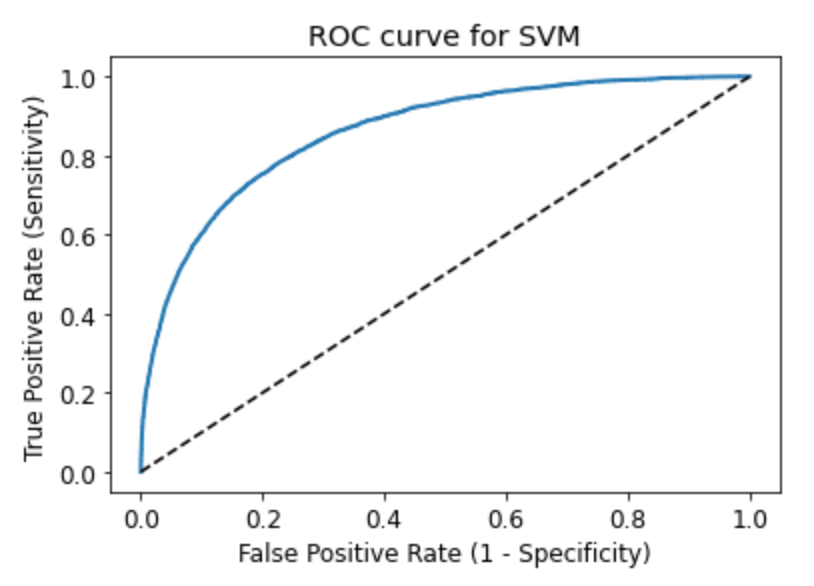 ROC curve for SVM
True Positive Rate (Sensitivity)
1.0
0.8
0.6
0.4
0.2
0.0
0.0 0.2 0.4 0.6 0.8 1.0
False Positive Rate (1 - Specificity)